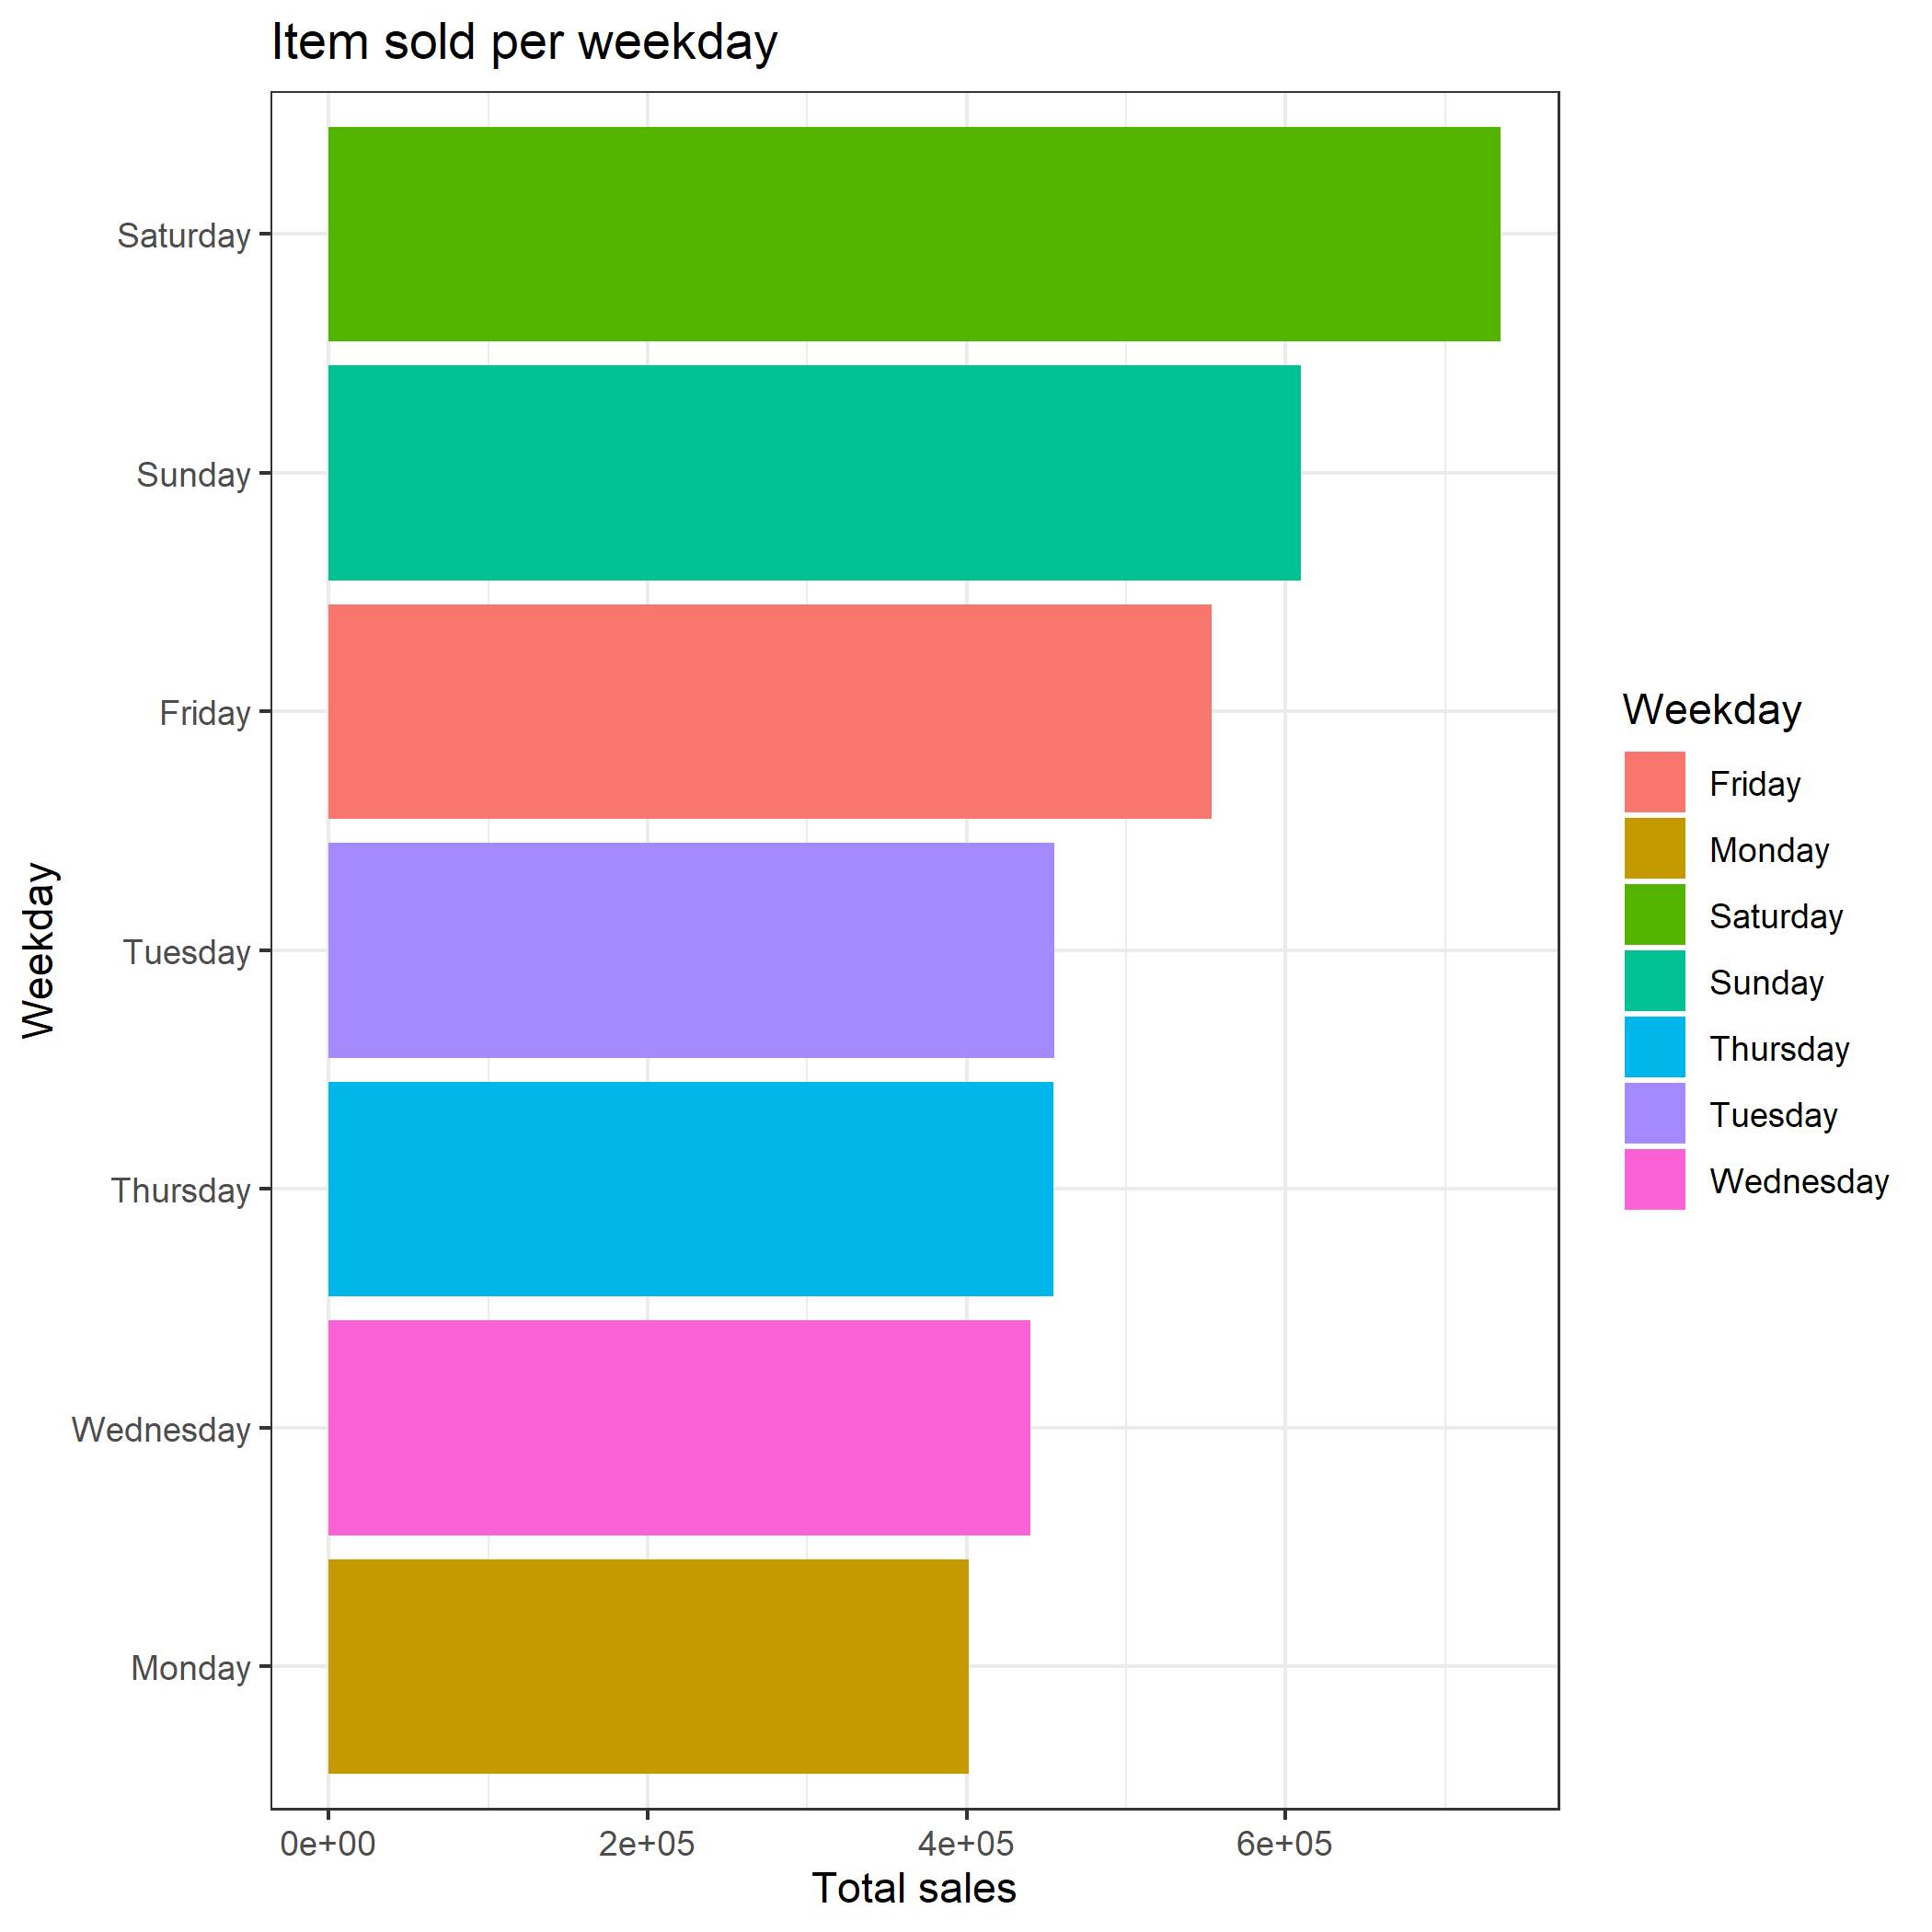 Item sold per weekday
Saturday
Sunday
Friday
Tuesday
Thursday
Wednesday
Monday
Weekday
0e+00 2e+05 4e+05 6e+05
Total sales
Weekday
Friday
Monday
Saturday
Sunday
Thursday
Tuesday
Wednesday